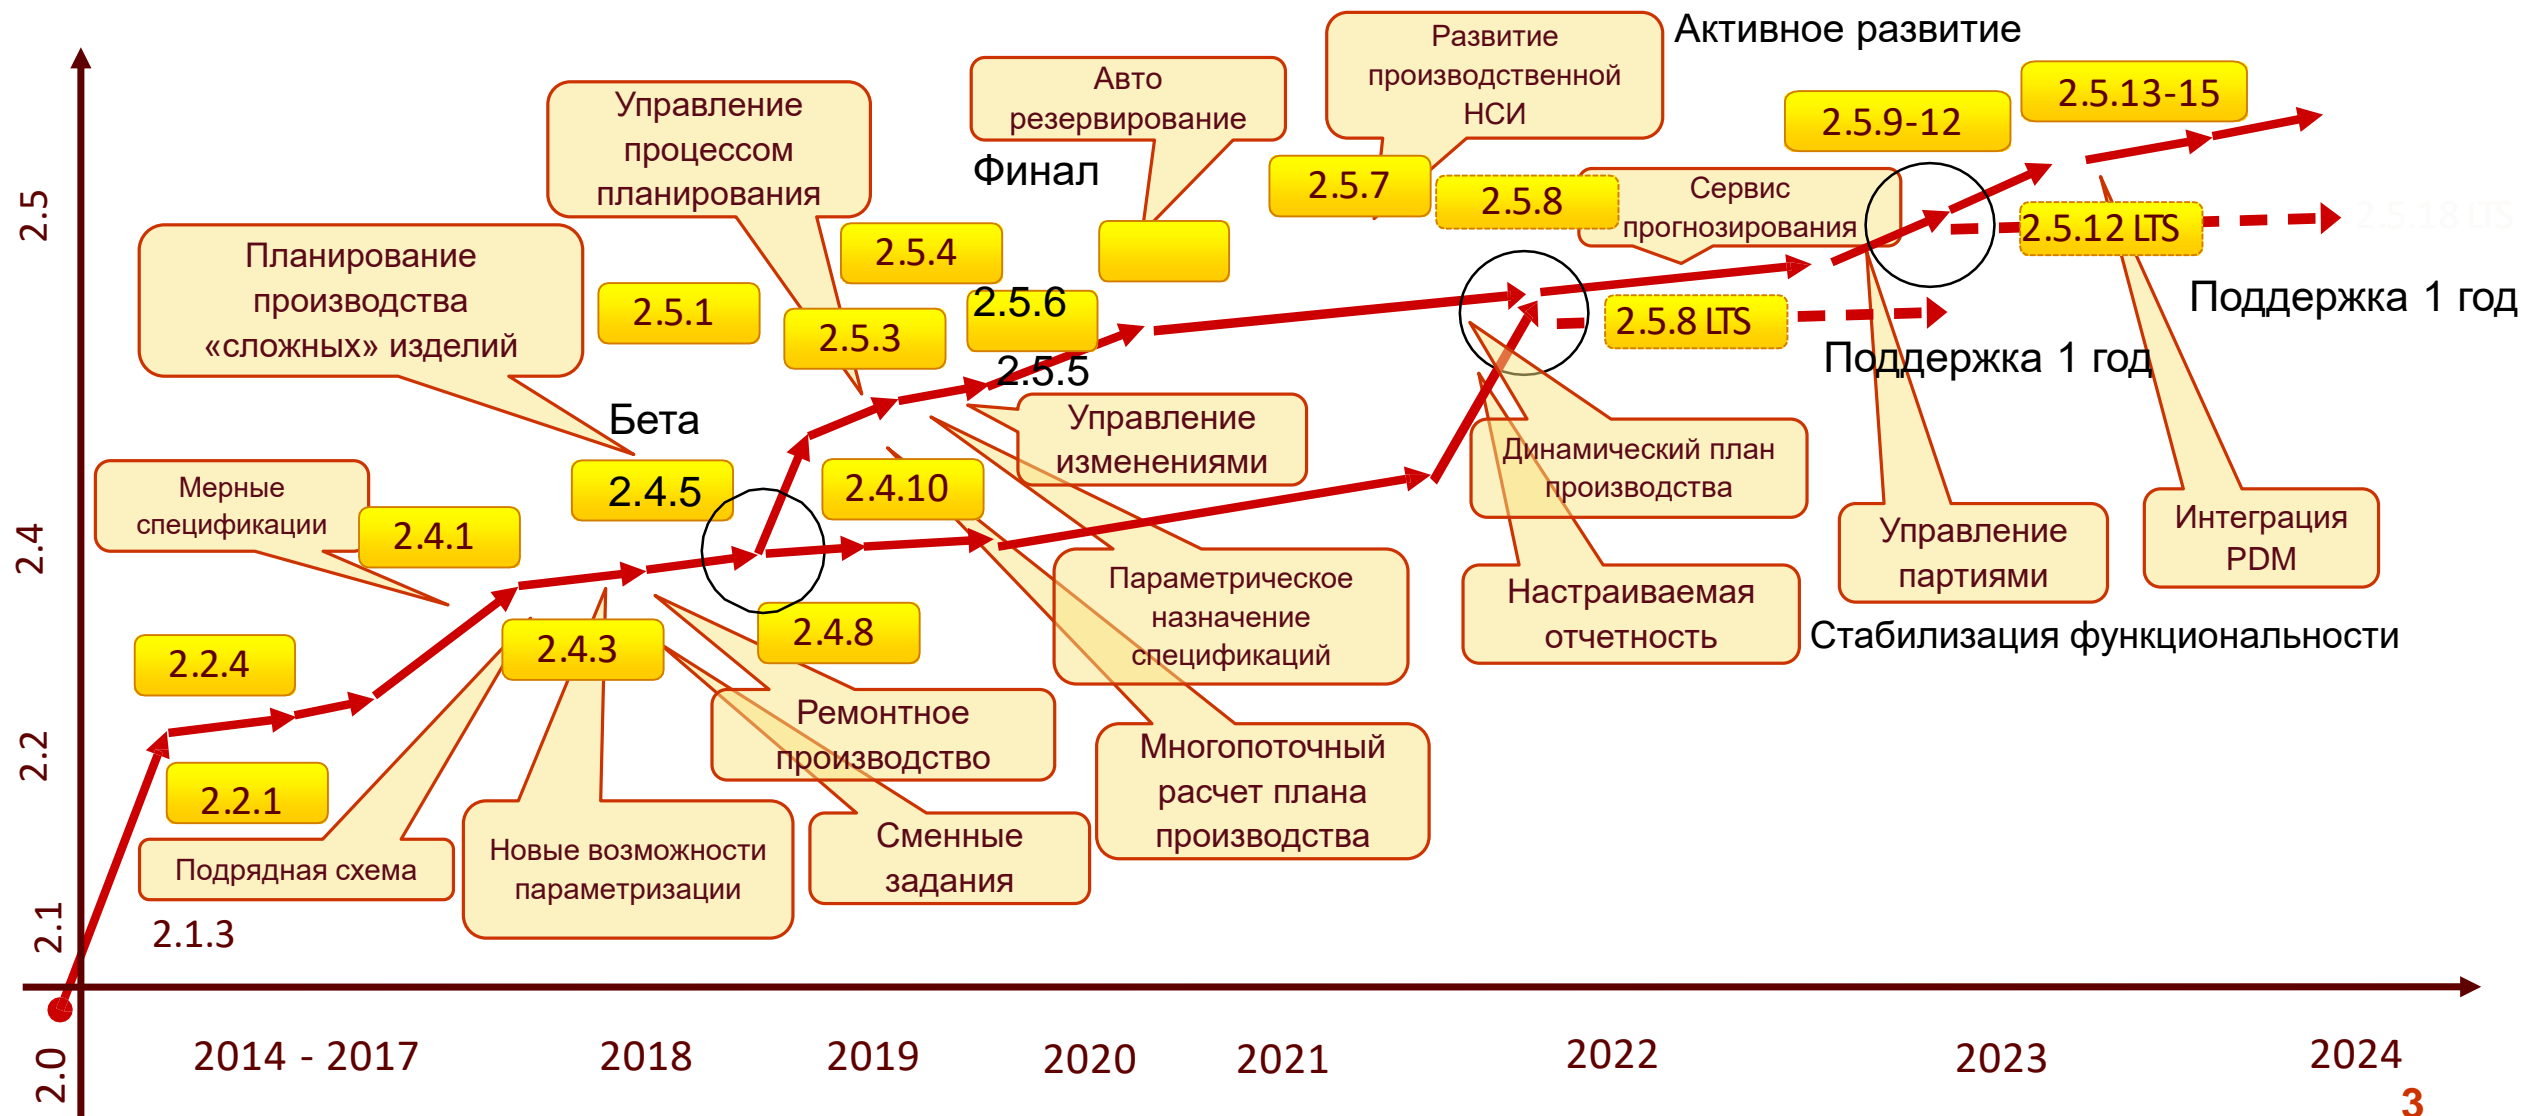 Активное развитие
Развитие
производственной
НСИ
Авто
резервирование
Управление
процессом
планирования
2.5.13-15
2.5.9-12
Финал
2.5.7
2.5.8
Сервис
прогнозирования
2.5
2.5.12 LTS
2.5.18 LTS
Планирование
производства
«сложных» изделий
2.5.4
2.5.1
2.5.6
2.5.3
2.5.5
2.5.8 LTS
Поддержка 1 год
Поддержка 1 год
Бета
Управление
изменениями
Динамический план
производства
Мерные
спецификации
2.4.1
2.4.5
2.4.10
2.4
Управление
партиями
Интеграция
PDM
Параметрическое
назначение
спецификаций
Настраиваемая
отчетность
Стабилизация функциональности
2.2.4
2.4.3
2.4.8
Ремонтное
производство
Многопоточный
расчет плана
производства
2.2
2.2.1
Подрядная схема
Новые возможности
параметризации
Сменные
задания
2.1
2.1.3
2.0
2014 - 2017
2018
2019
2020
2021
2022
2023
2024
3